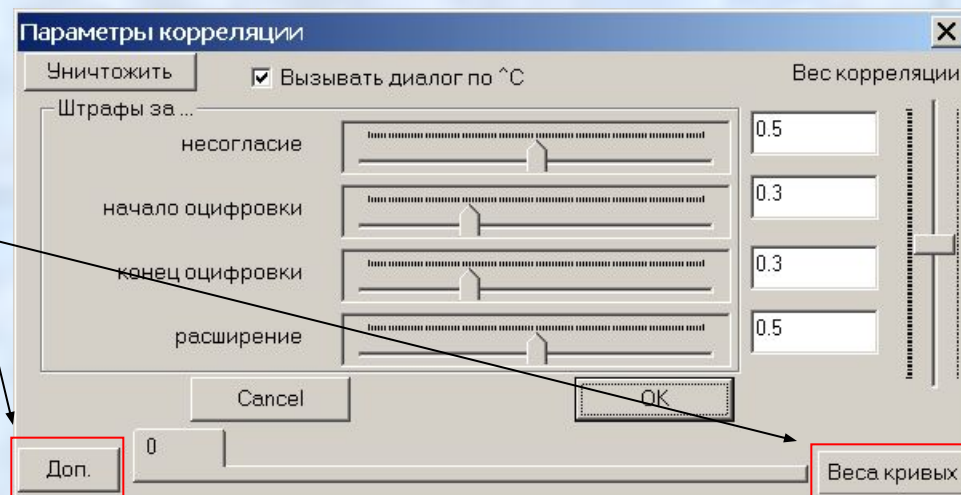 Параметры корреляции
Уничтожить
Вызывать диалог по ^C
Вес корреляции
Штрафы за ...
несогласие
0.5
начало оцифровки
0.3
конец оцифровки
0.3
расширение
0.5
Cancel
OK
0
Доп.
Веса кривых